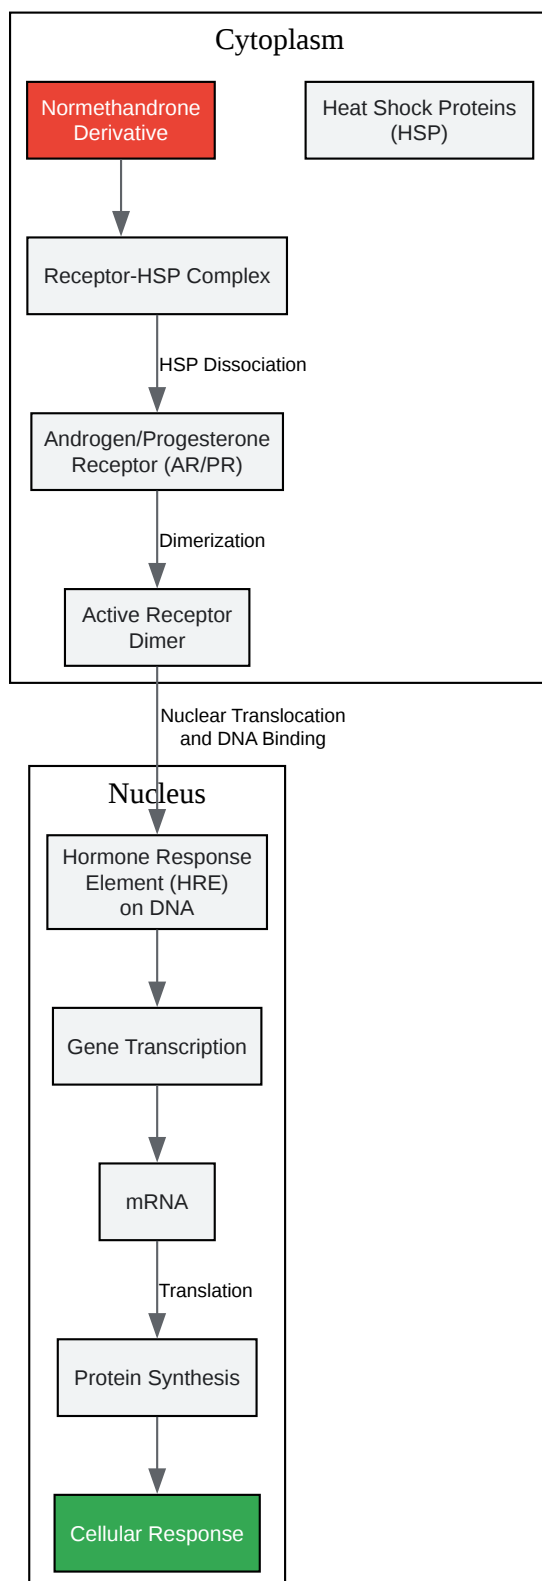 Cytoplasm
Normethandrone
Derivative
Heat Shock Proteins
(HSP)
Receptor-HSP Complex
HSP Dissociation
Androgen/Progesterone
Receptor (AR/PR)
Dimerization
Active Receptor
Dimer
Nuclear Translocation
and DNA Binding
Nucleus
Hormone Response
Element (HRE)
on DNA
Gene Transcription
mRNA
Translation
Protein Synthesis
Cellular Response